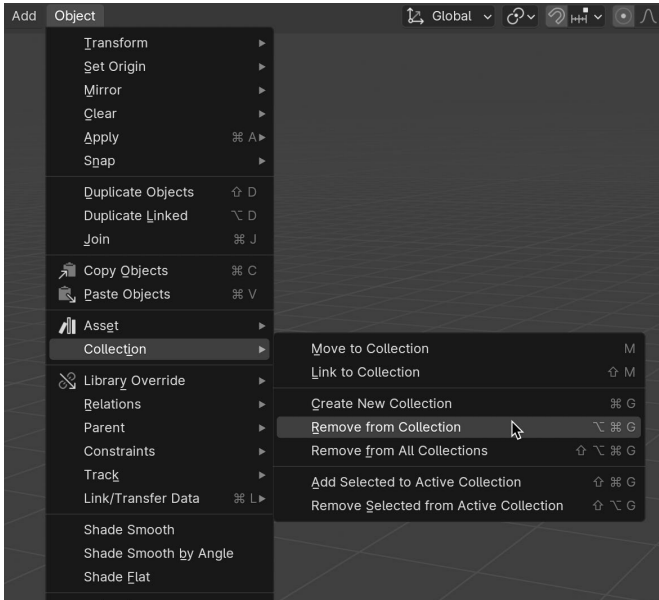 Add Object Global
Transform
Set Origin
Mirror
Clear
Apply ⌘ A
Snap
Duplicate Objects ⇧ D
Duplicate Linked ⌥ D
Join ⌘ J
Copy Objects ⌘ C
Paste Objects ⌘ V
Asset
Collection
Move to Collection M
Link to Collection ⇧ M
Create New Collection ⌘ G
Remove from Collection ⌥ ⌘ G
Remove from All Collections ⇧ ⌥ ⌘ G
Add Selected to Active Collection ⇧ ⌘ G
Remove Selected from Active Collection ⇧ ⌥ G
Library Override
Relations
Parent
Constraints
Track
Link/Transfer Data ⌘ L
Shade Smooth
Shade Smooth by Angle
Shade Flat